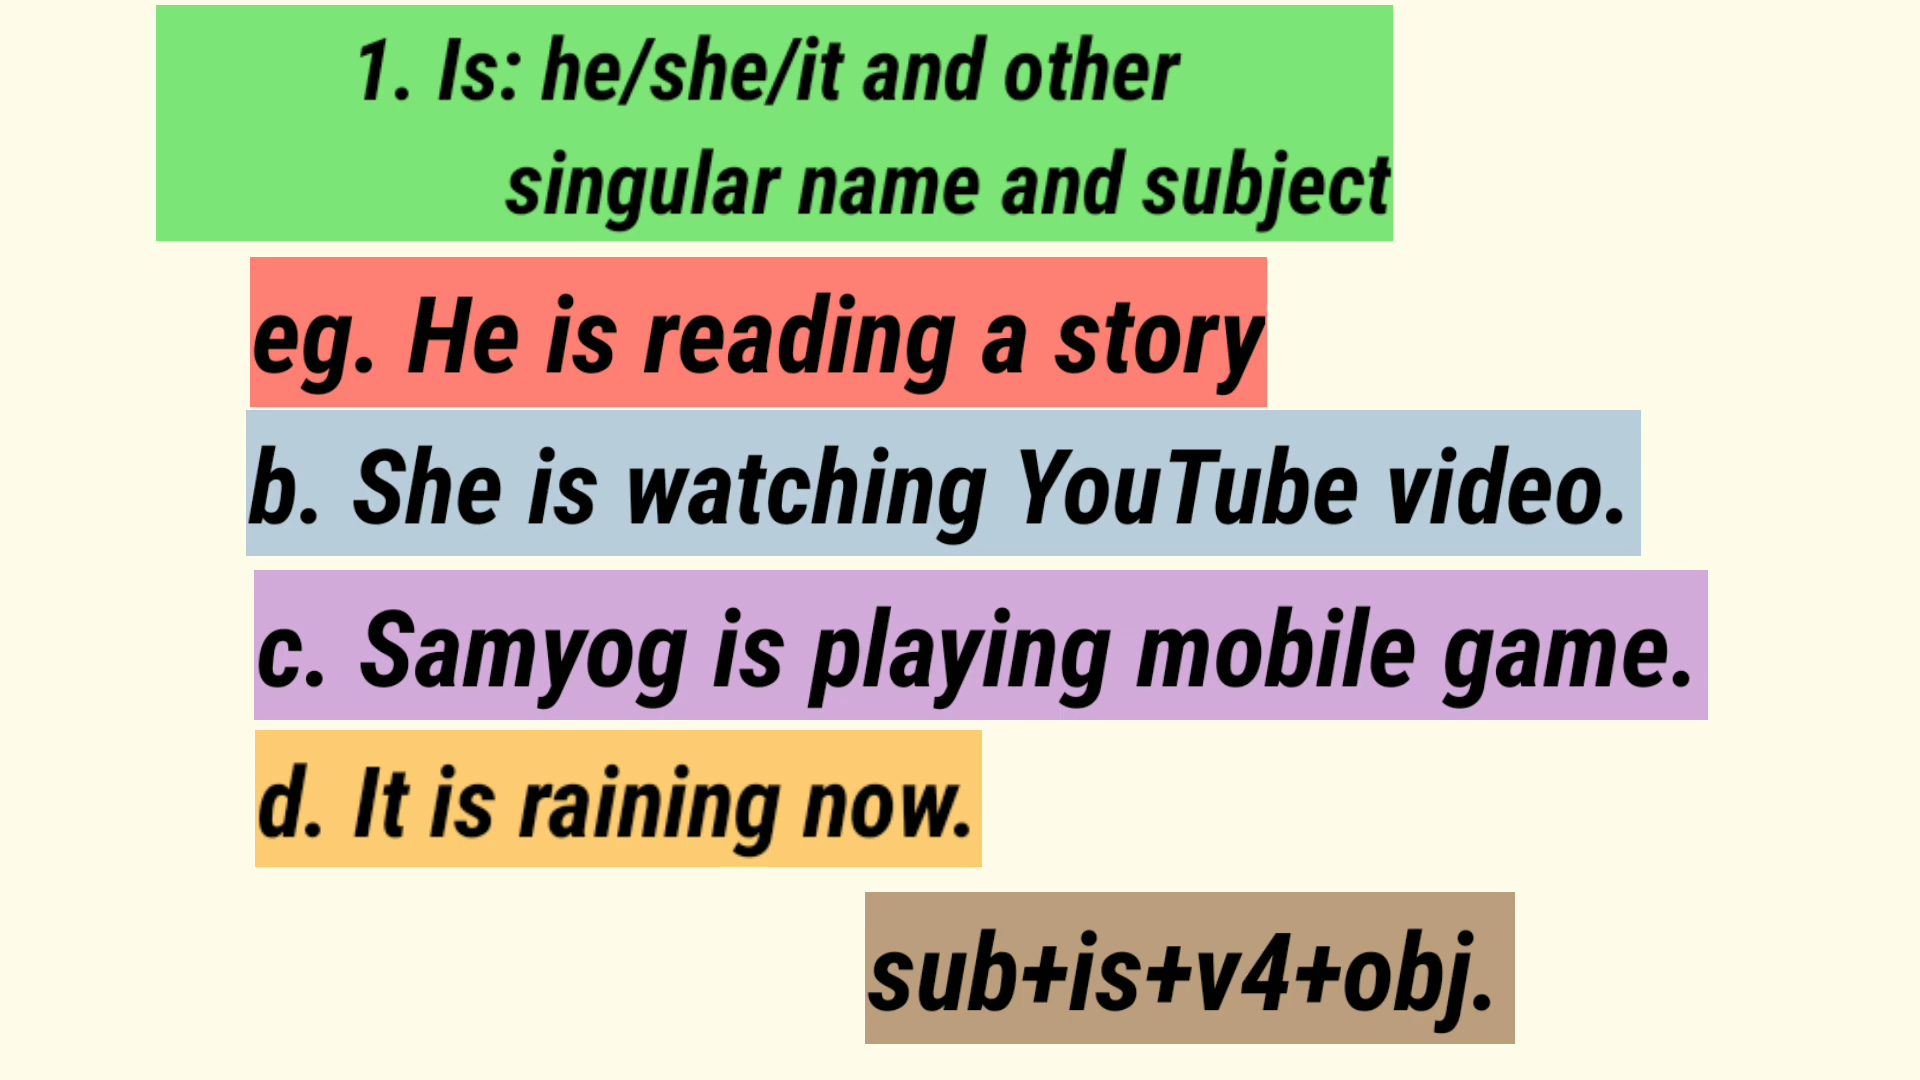 1. Is: he/she/it and other
singular name and subject
eg. He is reading a story
b. She is watching YouTube video.
c. Samyog is playing mobile game.
d. It is raining now.
sub+is+v4+obj.